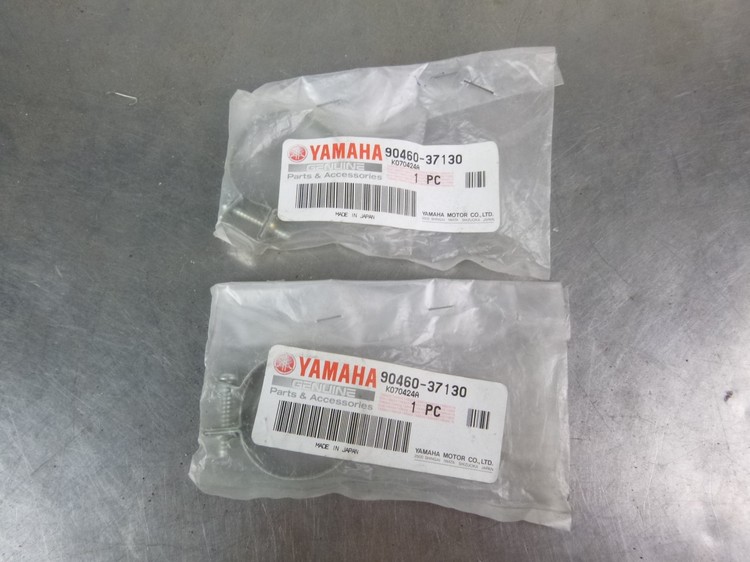 YAMAHA 90460-37130
GENUINE K070424A
Parts & Accessories 1 PC
MADE IN JAPAN
YAMAHA MOTOR CO., LTD.
YAMAHA 90460-37130
GENUINE K070424A
Parts & Accessories 1 PC
MADE IN JAPAN
YAMAHA MOTOR CO., LTD.